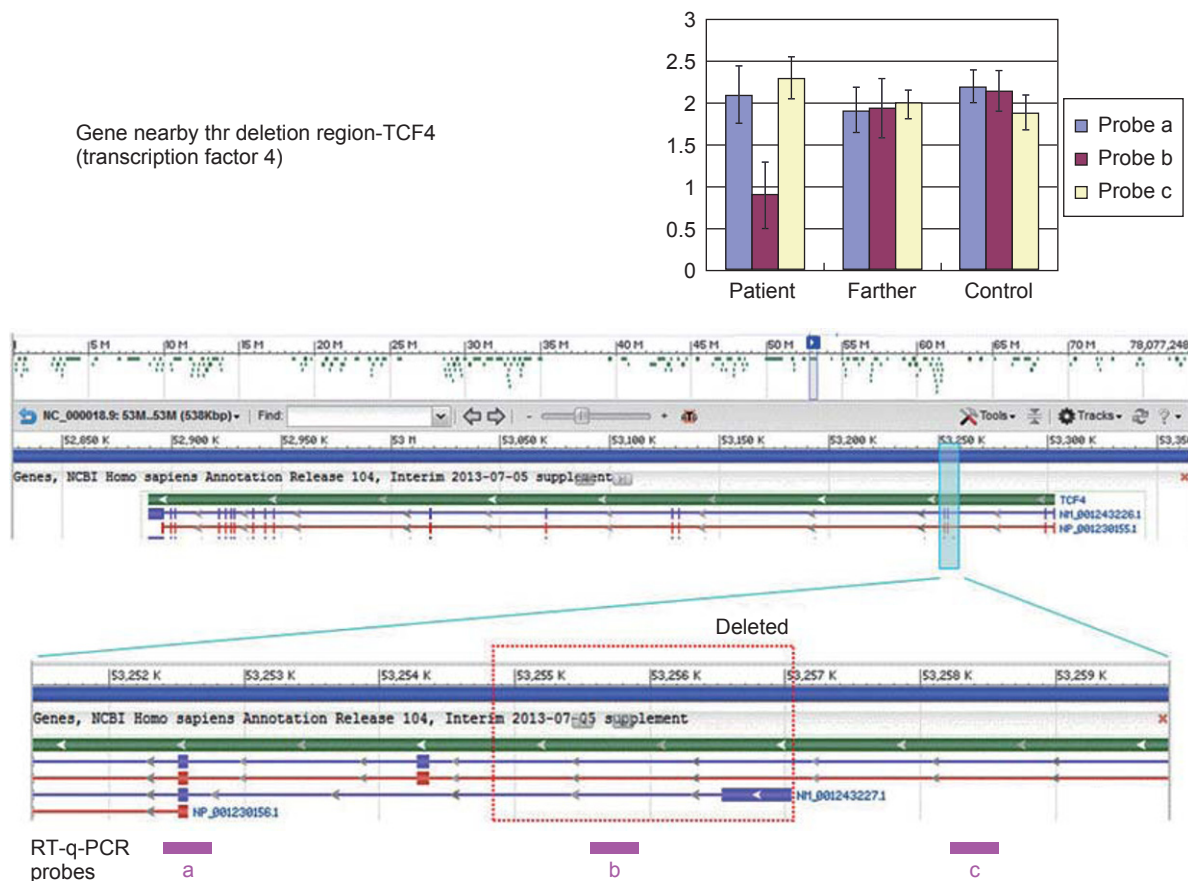 3
2.5
2
1.5
1
0.5
0
Patient Farther Control
Probe a
Probe b
Probe c
Gene nearby thr deletion region-TCF4
(transcription factor 4)
5 M 10 M 15 M 20 M 25 M 30 M 35 M 40 M 45 M 50 M 55 M 60 M 65 M 70 M 78,077,248
NC_000018.9: 53M..53M (538Kbp) Find: - + Tools Tracks ?
52,850 K 52,900 K 52,950 K 53 M 53,050 K 53,100 K 53,150 K 53,200 K 53,250 K 53,300 K 53,350
Genes, NCBI Homo sapiens Annotation Release 104, Interim 2013-07-05 supplement
TCF4
NM_001243226.1
NP_001230155.1
Deleted
53,252 K 53,253 K 53,254 K 53,255 K 53,256 K 53,257 K 53,258 K 53,259 K
Genes, NCBI Homo sapiens Annotation Release 104, Interim 2013-07-05 supplement
NM_001243227.1
NP_001230156.1
RT-q-PCR
probes
a b c